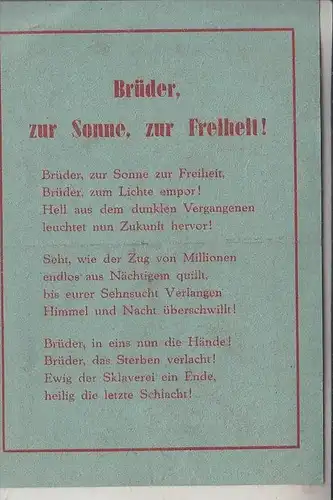 Brüder,
zur Sonne, zur Freiheit!
Brüder, zur Sonne zur Freiheit,
Brüder, zum Lichte empor!
Hell aus dem dunklen Vergangenen
leuchtet nun Zukunft hervor!
Seht, wie der Zug von Millionen
endlos aus Nächtigem quillt,
bis eurer Sehnsucht Verlangen
Himmel und Nacht überschwillt!
Brüder, in eins nun die Hände!
Brüder, das Sterben verlacht!
Ewig der Sklaverei ein Ende,
heilig die letzte Schlacht!